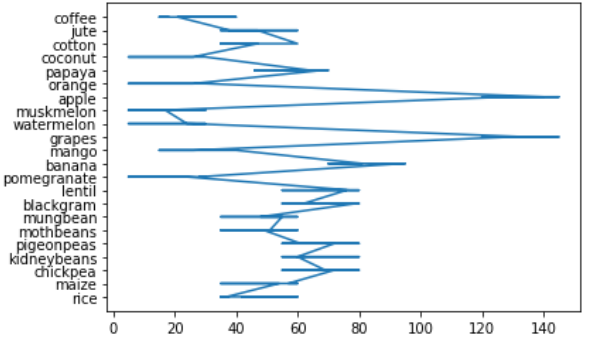 coffee
jute
cotton
coconut
papaya
orange
apple
muskmelon
watermelon
grapes
mango
banana
pomegranate
lentil
blackgram
mungbean
mothbeans
pigeonpeas
kidneybeans
chickpea
maize
rice
0 20 40 60 80 100 120 140